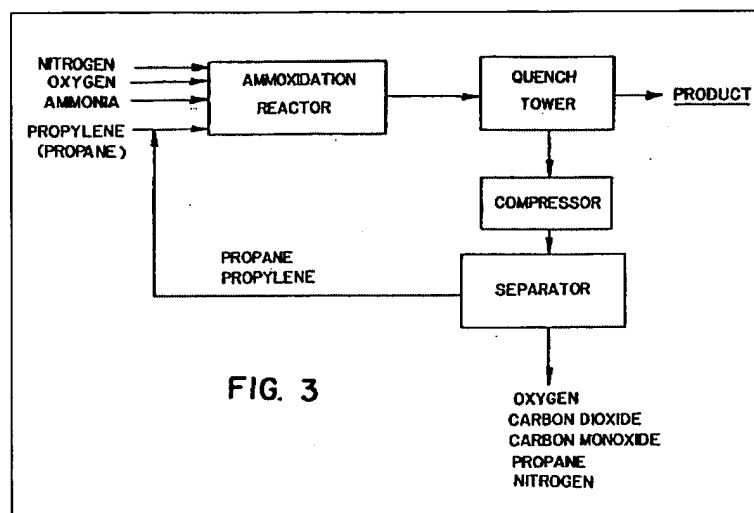 NITROGEN
OXYGEN
AMMONIA
PROPYLENE
(PROPANE)
AMMOXIDATION
REACTOR
QUENCH
TOWER
PRODUCT
COMPRESSOR
PROPANE
PROPYLENE
SEPARATOR
FIG. 3
OXYGEN
CARBON DIOXIDE
CARBON MONOXIDE
PROPANE
NITROGEN